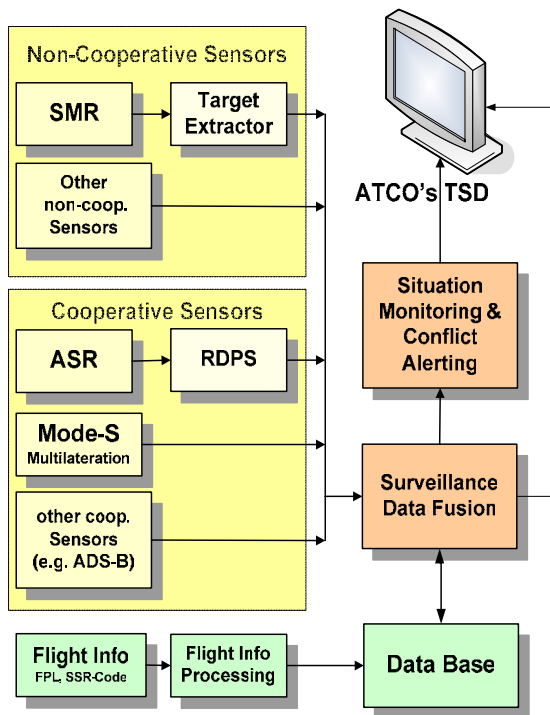 Non-Cooperative Sensors
SMR
Target
Extractor
Other
non-coop.
Sensors
ATCO's TSD
Situation
Monitoring &
Conflict
Alerting
Cooperative Sensors
ASR
RDPS
Mode-S
Multilateration
other coop.
Sensors
(e.g. ADS-B)
Surveillance
Data Fusion
Flight Info
FPL, SSR-Code
Flight Info
Processing
Data Base